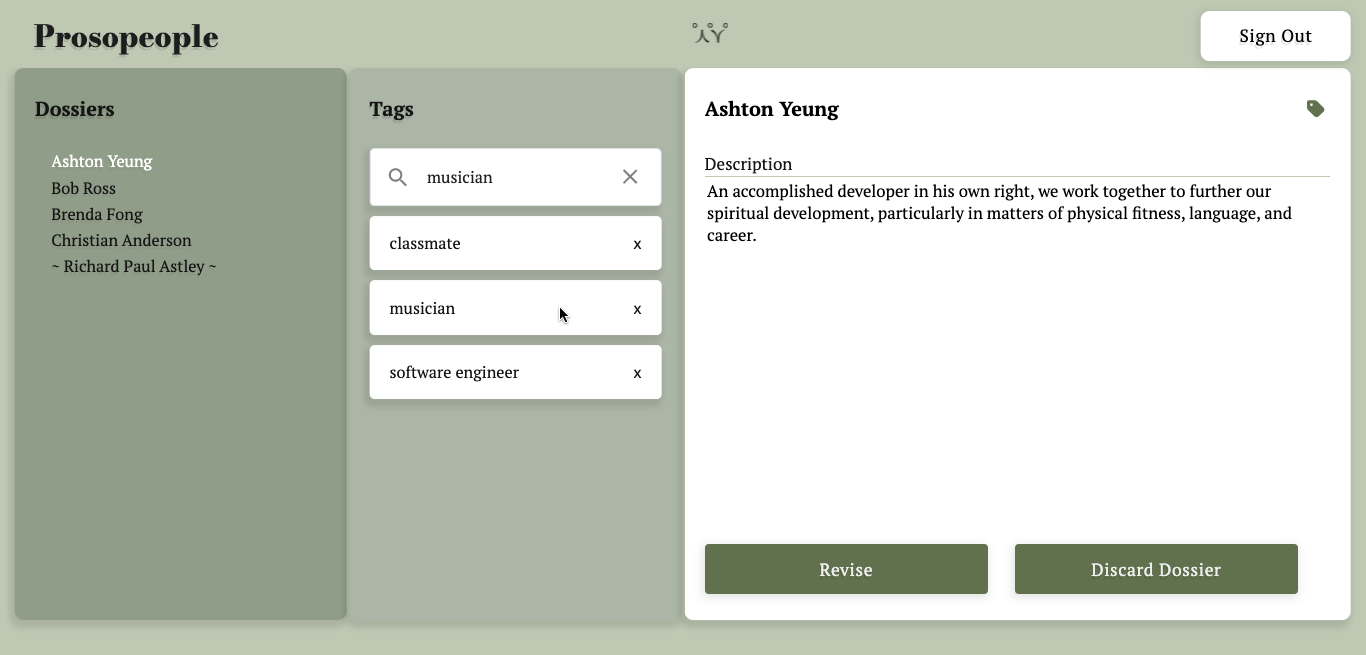 Prosopeople
Sign Out
Dossiers
Ashton Yeung
Bob Ross
Brenda Fong
Christian Anderson
~ Richard Paul Astley ~
Tags
musician
classmate x
musician x
software engineer x
Ashton Yeung
Description
An accomplished developer in his own right, we work together to further our
spiritual development, particularly in matters of physical fitness, language, and
career.
Revise
Discard Dossier